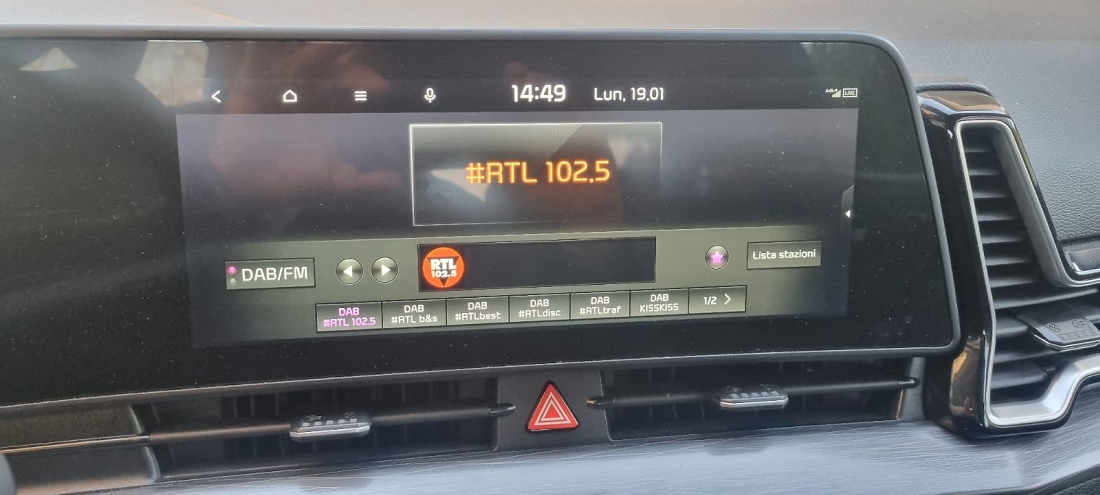 14:49 Lun, 19.01
LIVE
#RTL 102.5
DAB/FM
RTL
102.5
Lista stazioni
DAB
#RTL 102.5
DAB
#RTL b&s
DAB
#RTLbest
DAB
#RTLdisc
DAB
#RTLtraf
DAB
KISSKISS
1/2